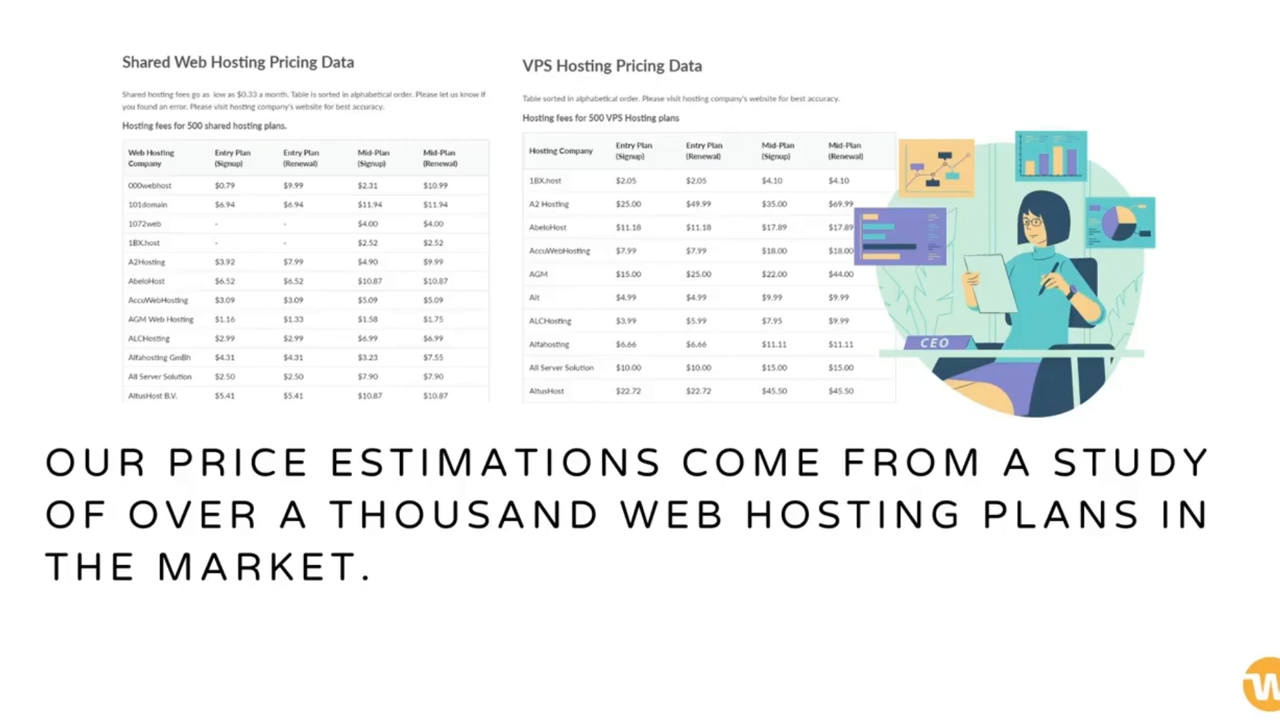 Shared Web Hosting Pricing Data
Shared hosting fees go as low as $0.33 a month. Table is sorted in alphabetical order. Please let us know if
you found an error. Please visit hosting company's website for best accuracy.
Hosting fees for 500 shared hosting plans.
Web Hosting Company Entry Plan (Signup) Entry Plan (Renewal) Mid-Plan (Signup) Mid-Plan (Renewal)
000webhost $0.79 $9.99 $2.31 $10.99
101domain $6.94 $6.94 $11.94 $11.94
1072web - - $4.00 $4.00
1BX.host - - $2.52 $2.52
A2Hosting $3.92 $7.99 $4.90 $9.99
AbeloHost $6.52 $6.52 $10.87 $10.87
AccuWebHosting $3.09 $3.09 $5.09 $5.09
AGM Web Hosting $1.16 $1.33 $1.58 $1.75
ALCHosting $2.99 $2.99 $6.99 $6.99
Alfahosting GmBh $4.31 $4.31 $3.23 $7.55
All Server Solution $2.50 $2.50 $7.90 $7.90
AltusHost B.V. $5.41 $5.41 $10.87 $10.87
VPS Hosting Pricing Data
Table sorted in alphabetical order. Please visit hosting company's website for best accuracy.
Hosting fees for 500 VPS Hosting plans
Hosting Company Entry Plan (Signup) Entry Plan (Renewal) Mid-Plan (Signup) Mid-Plan (Renewal)
1BX.host $2.05 $2.05 $4.10 $4.10
A2 Hosting $25.00 $49.99 $35.00 $69.99
AbeloHost $11.18 $11.18 $17.89 $17.89
AccuWebHosting $7.99 $7.99 $18.00 $18.00
AGM $15.00 $25.00 $22.00 $44.00
Ait $4.99 $4.99 $9.99 $9.99
ALCHosting $3.99 $5.99 $7.95 $9.99
Alfahosting $6.66 $6.66 $11.11 $11.11
All Server Solution $10.00 $10.00 $15.00 $15.00
AltusHost $22.72 $22.72 $45.50 $45.50
CEO
OUR PRICE ESTIMATIONS COME FROM A STUDY
OF OVER A THOUSAND WEB HOSTING PLANS IN
THE MARKET.
W